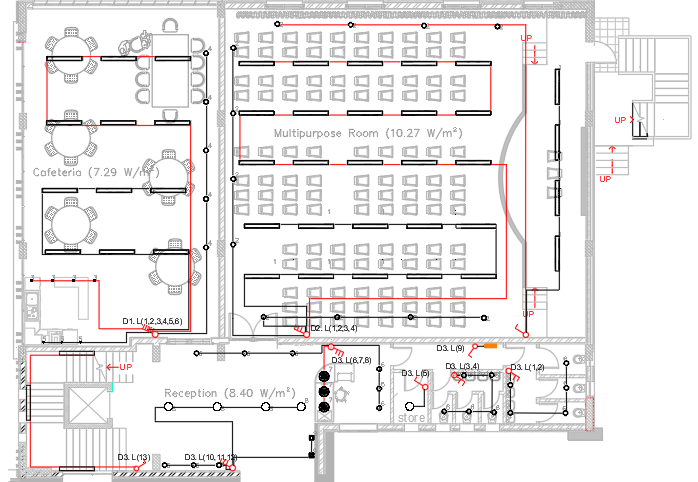 UP
UP
Multipurpose Room (10.27 W/m²)
Cafeteria (7.29 W/m²)
UP
D1. L(1,2,3,4,5,6)
D2. L(1,2,3, 4)
UP
D3. L(6,7,8)
D3. L(9)
UP
D3. L(5)
D3. L(3,4)
D3. L(1,2)
Reception (8.40 W/m²)
store
D3. L(13)
D3. L(10, 11,12)